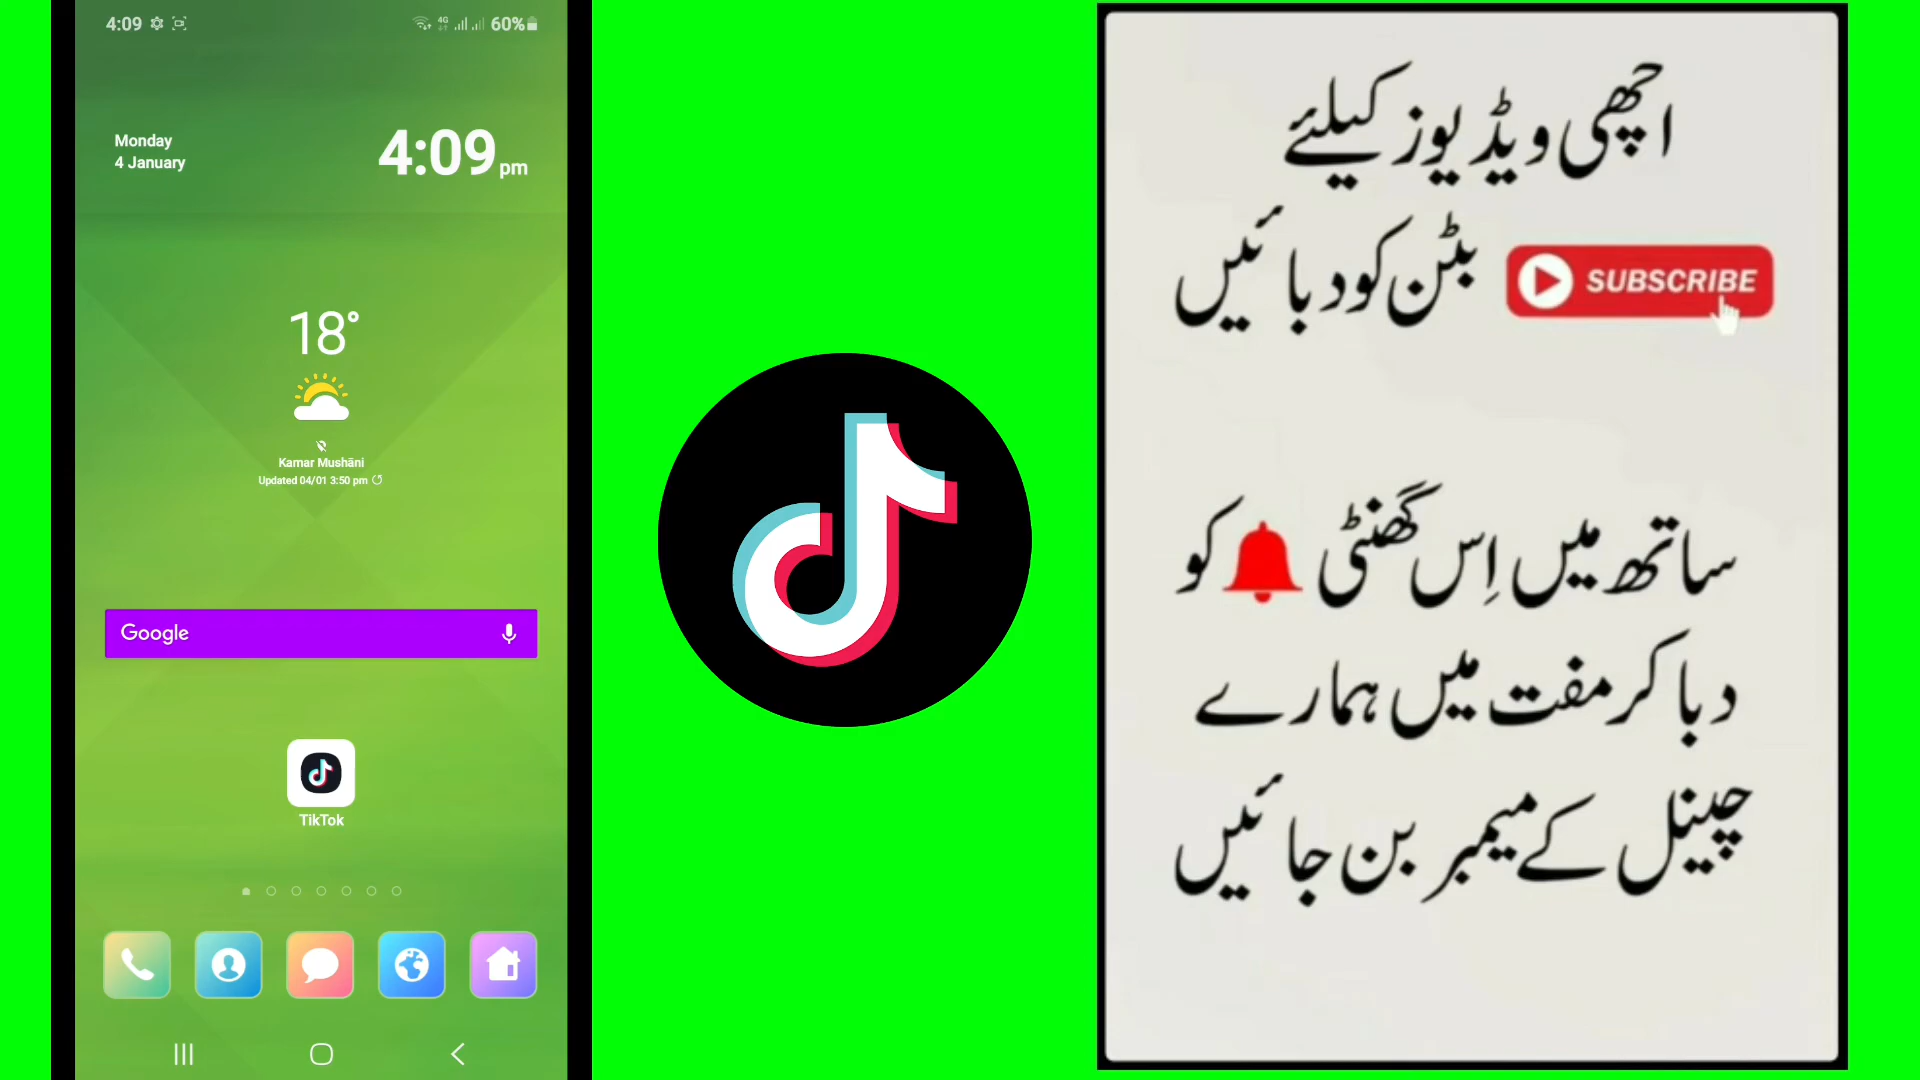 4:09
4G
60%
Monday
4 January
4:09 pm
18°
Kamar Mushāni
Updated 04/01 3:50 pm
Google
TikTok
اچھی ویڈیوز کیلئے
SUBSCRIBE بٹن کو دبائیں
ساتھ میں اِس گھنٹی کو
دبا کر مفت میں ہمارے
چینل کے میمبر بن جائیں